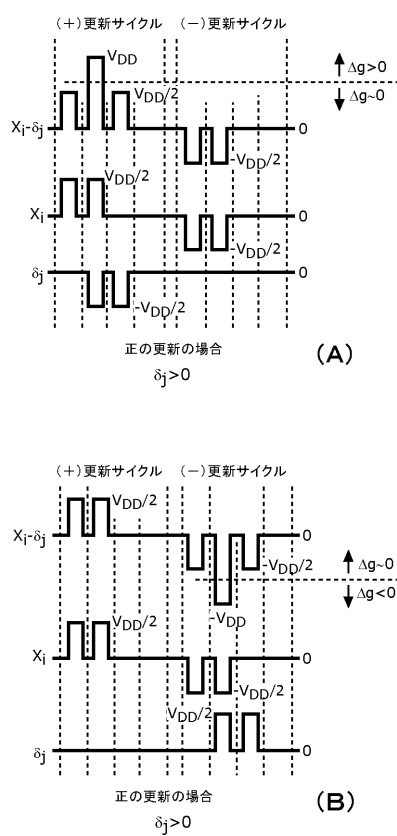 (+)更新サイクル (-)更新サイクル
VDD
Δg>0
Δg~0
VDD/2
Xi-δj
0
-VDD/2
VDD/2
Xi
0
-VDD/2
δj
0
-VDD/2
正の更新の場合
(A)
δj>0
(+)更新サイクル (-)更新サイクル
VDD/2
Xi-δj
0
-VDD/2
Δg~0
Δg<0
-VDD
VDD/2
Xi
0
-VDD/2
VDD/2
δj
0
正の更新の場合
(B)
δj>0